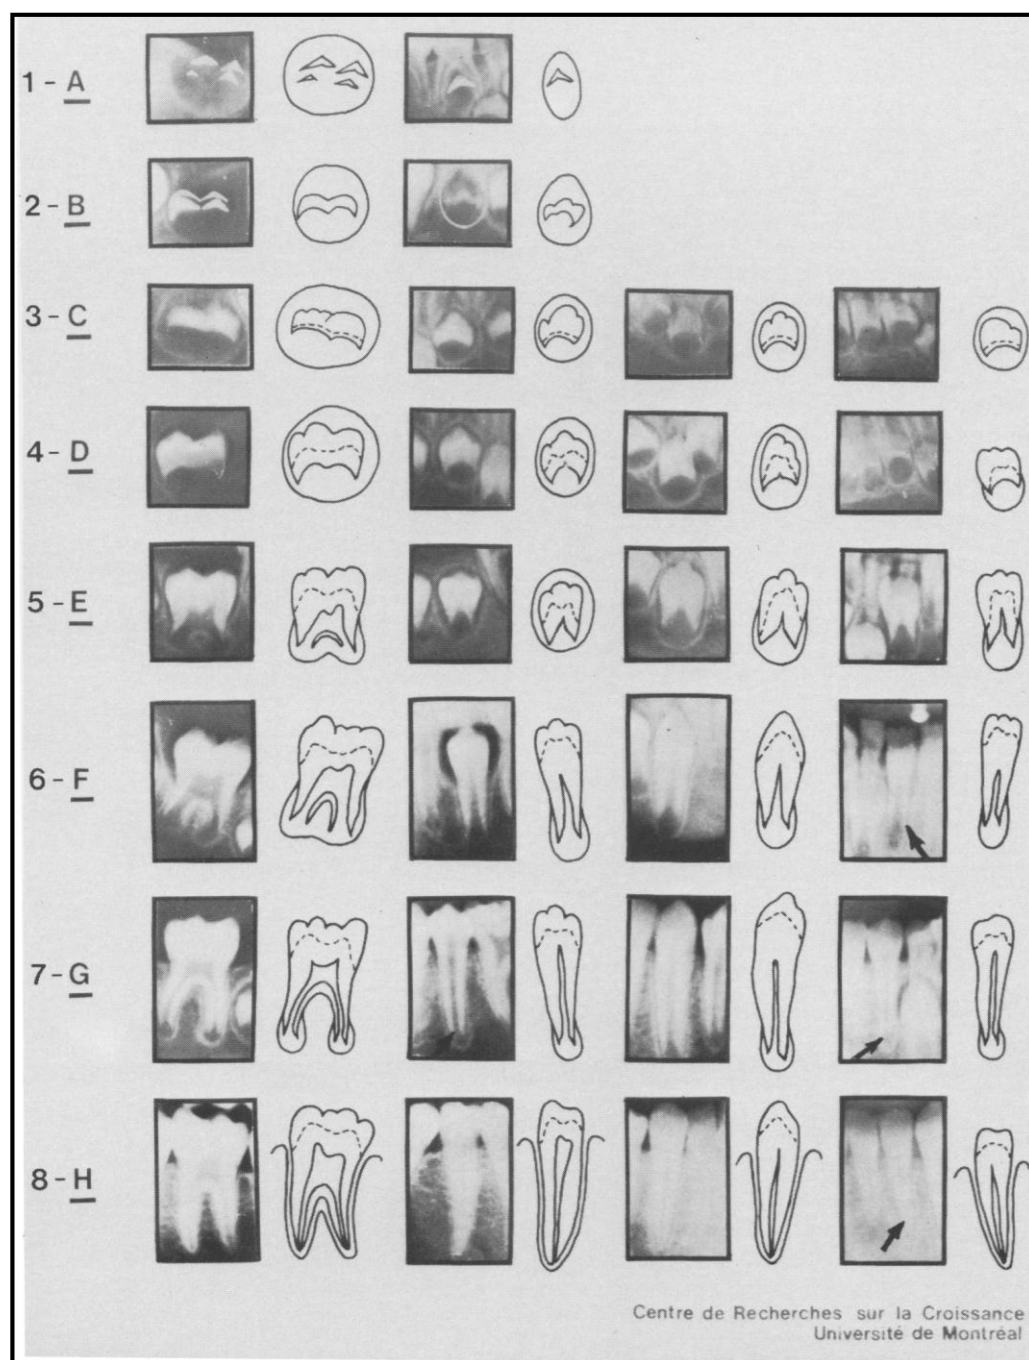 1 - A
2 - B
3 - C
4 - D
5 - E
6 - F
7 - G
8 - H
Centre de Recherches sur la Croissance
Université de Montréal